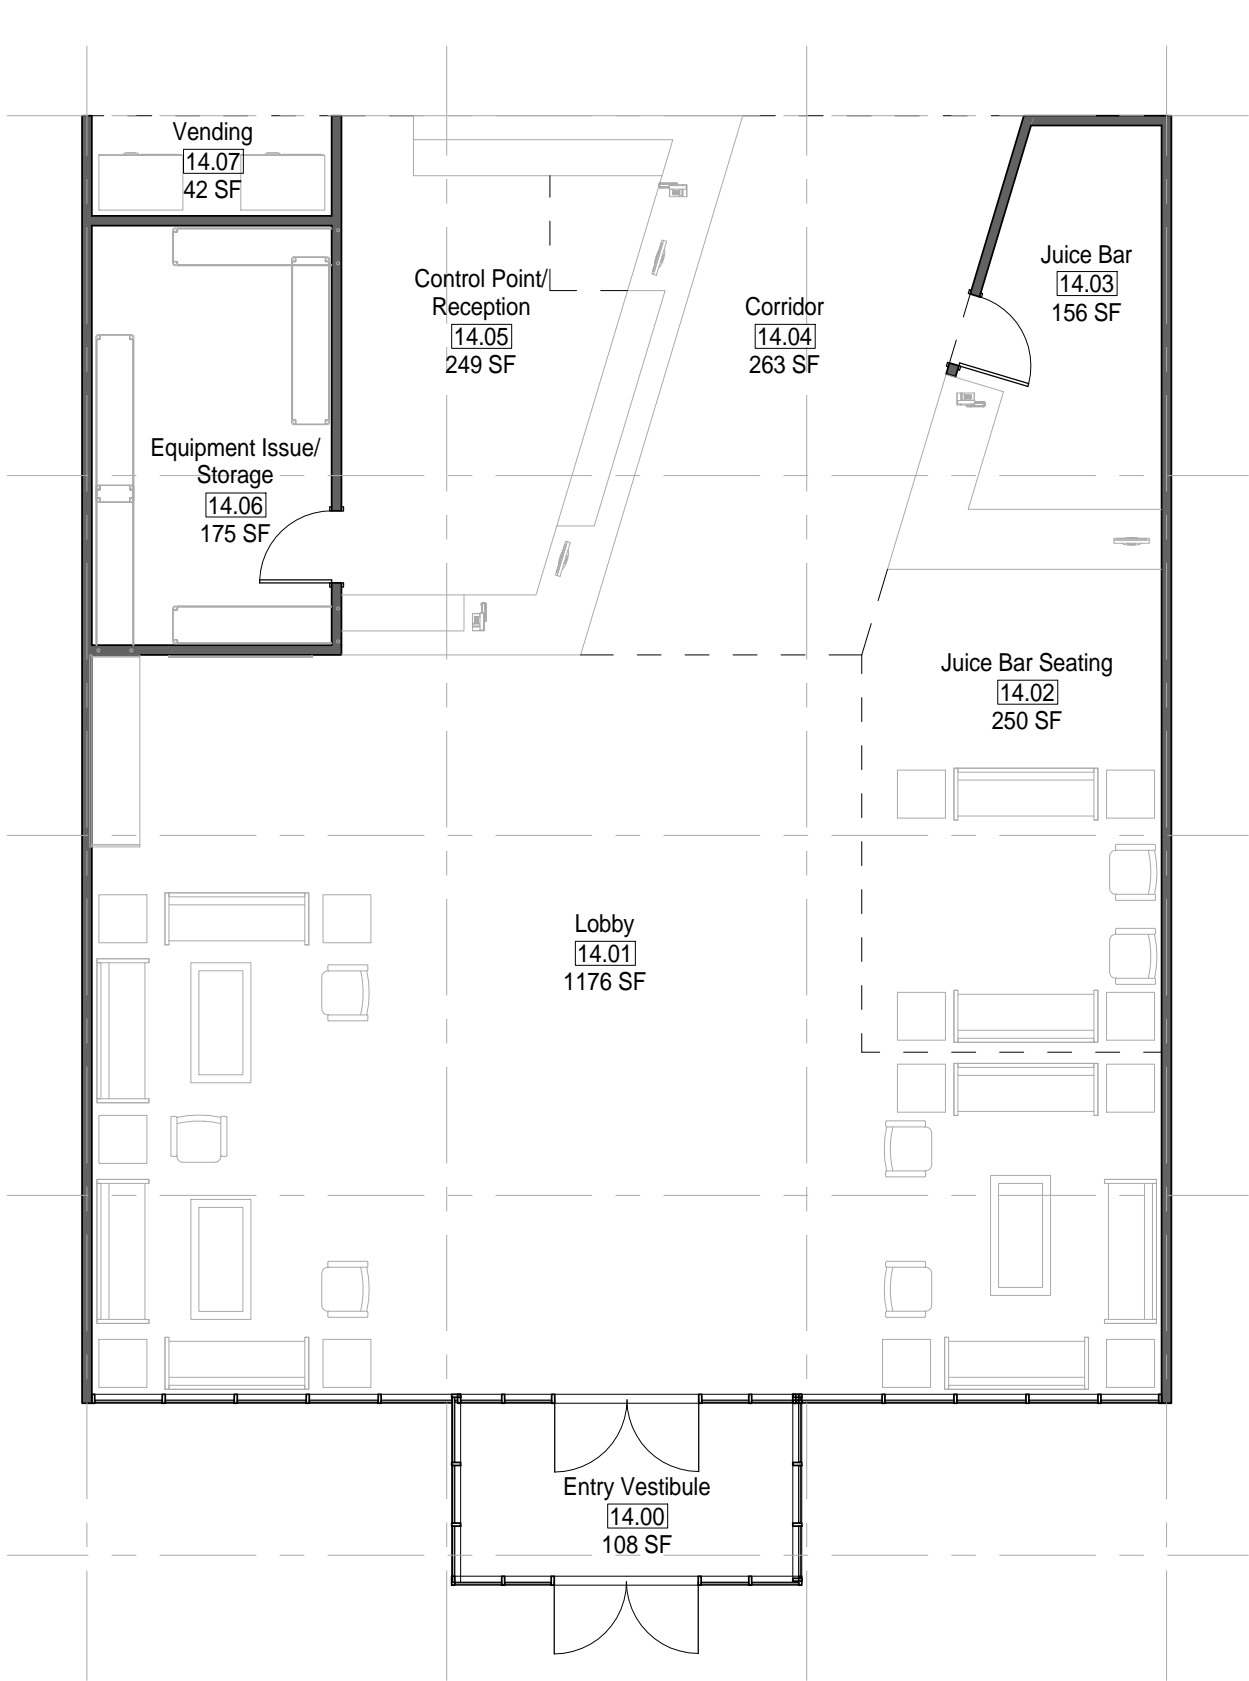 Vending
14.07
42 SF
Juice Bar
14.03
156 SF
Control Point/
Reception
14.05
249 SF
Corridor
14.04
263 SF
Equipment Issue/
Storage
14.06
175 SF
Juice Bar Seating
14.02
250 SF
Lobby
14.01
1176 SF
Entry Vestibule
14.00
108 SF